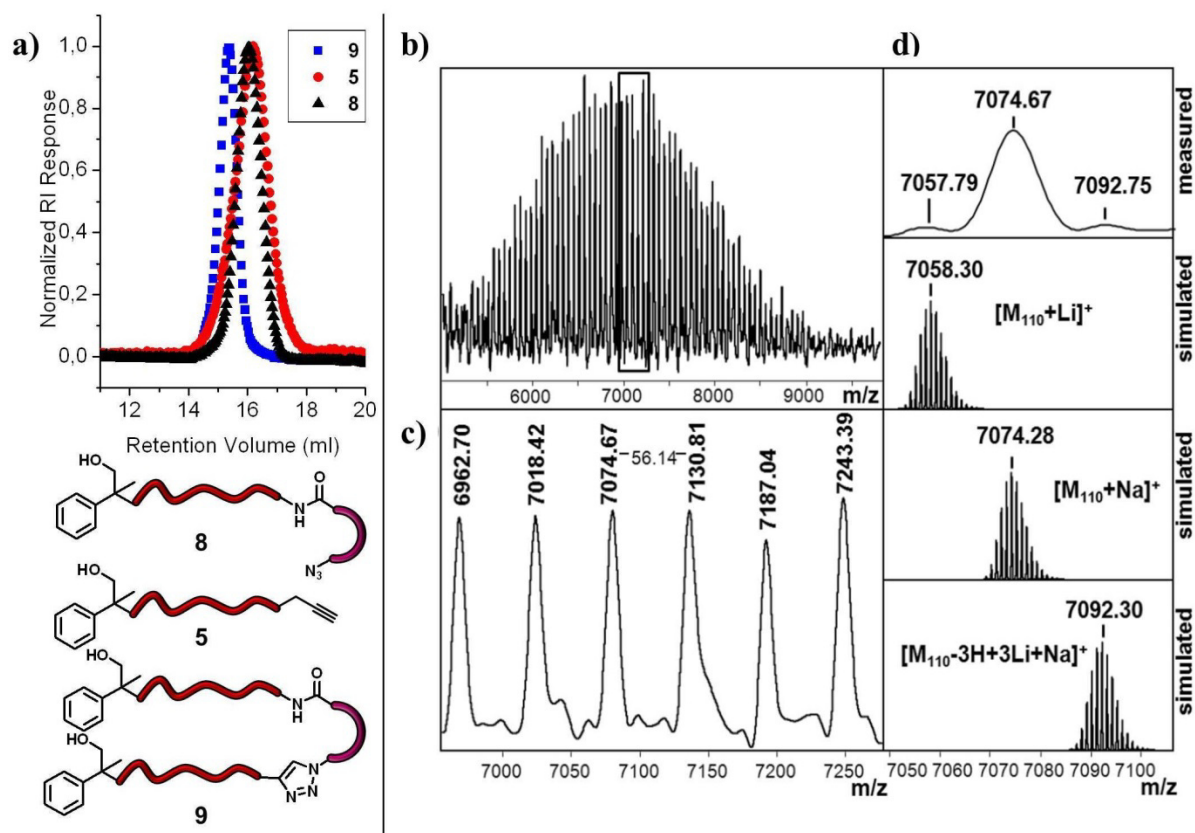 a)
1,0
0,8
0,6
0,4
0,2
0,0
Normalized RI Response
9
5
8
12 14 16 18 20
Retention Volume (ml)
HO
O
NH
N3
8
HO
5
HO
O
NH
HO
N
N=N
9
b)
6000 7000 8000 9000
m/z
c)
6962.70
7018.42
7074.67
56.14
7130.81
7187.04
7243.39
7000 7050 7100 7150 7200 7250
m/z
d)
7074.67
7057.79
7092.75
measured
7058.30
[M110+Li]+
simulated
7074.28
[M110+Na]+
simulated
7092.30
[M110-3H+3Li+Na]+
simulated
7050 7060 7070 7080 7090 7100
m/z